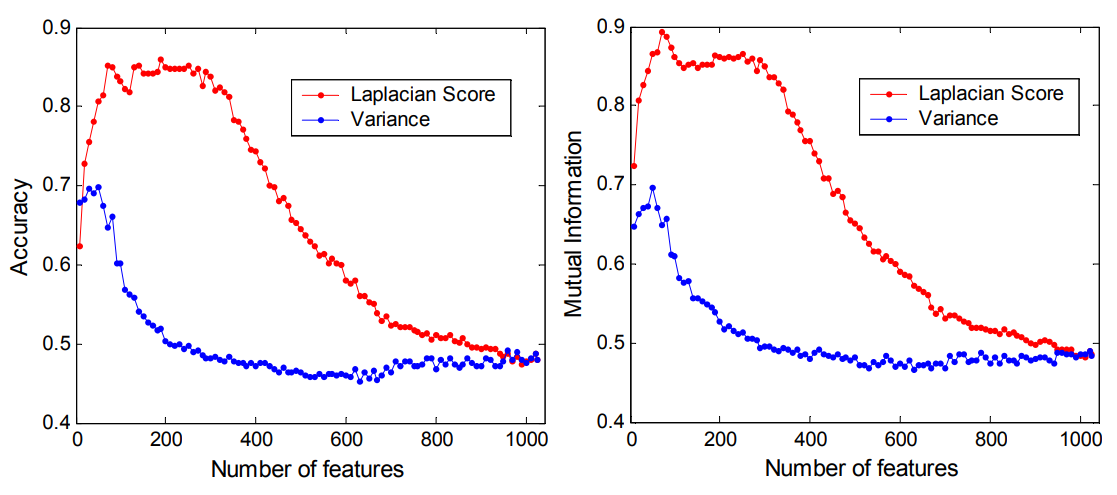 0.9
0.8
0.7
0.6
0.5
0.4
Accuracy
Laplacian Score
Variance
0 200 400 600 800 1000
Number of features
0.9
0.8
0.7
0.6
0.5
0.4
Mutual Information
Laplacian Score
Variance
0 200 400 600 800 1000
Number of features